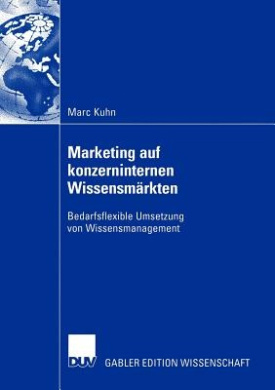 Marc Kuhn
Marketing auf
konzerninternen
Wissensmärkten
Bedarfsflexible Umsetzung
von Wissensmanagement
DUV
GABLER EDITION WISSENSCHAFT